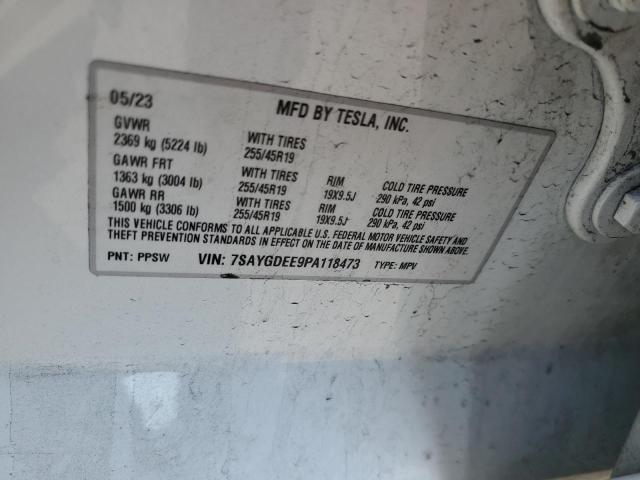 05/23 MFD BY TESLA, INC.
GVWR
2369 kg (5224 lb) WITH TIRES 255/45R19
GAWR FRT
1363 kg (3004 lb) WITH TIRES 255/45R19 RIM 19X9.5J COLD TIRE PRESSURE 290 kPa, 42 psi
GAWR RR
1500 kg (3306 lb) WITH TIRES 255/45R19 RIM 19X9.5J COLD TIRE PRESSURE 290 kPa, 42 psi
THIS VEHICLE CONFORMS TO ALL APPLICABLE U.S. FEDERAL MOTOR VEHICLE SAFETY AND
THEFT PREVENTION STANDARDS IN EFFECT ON THE DATE OF MANUFACTURE SHOWN ABOVE.
PNT: PPSW VIN: 7SAYGDEE9PA118473 TYPE: MPV